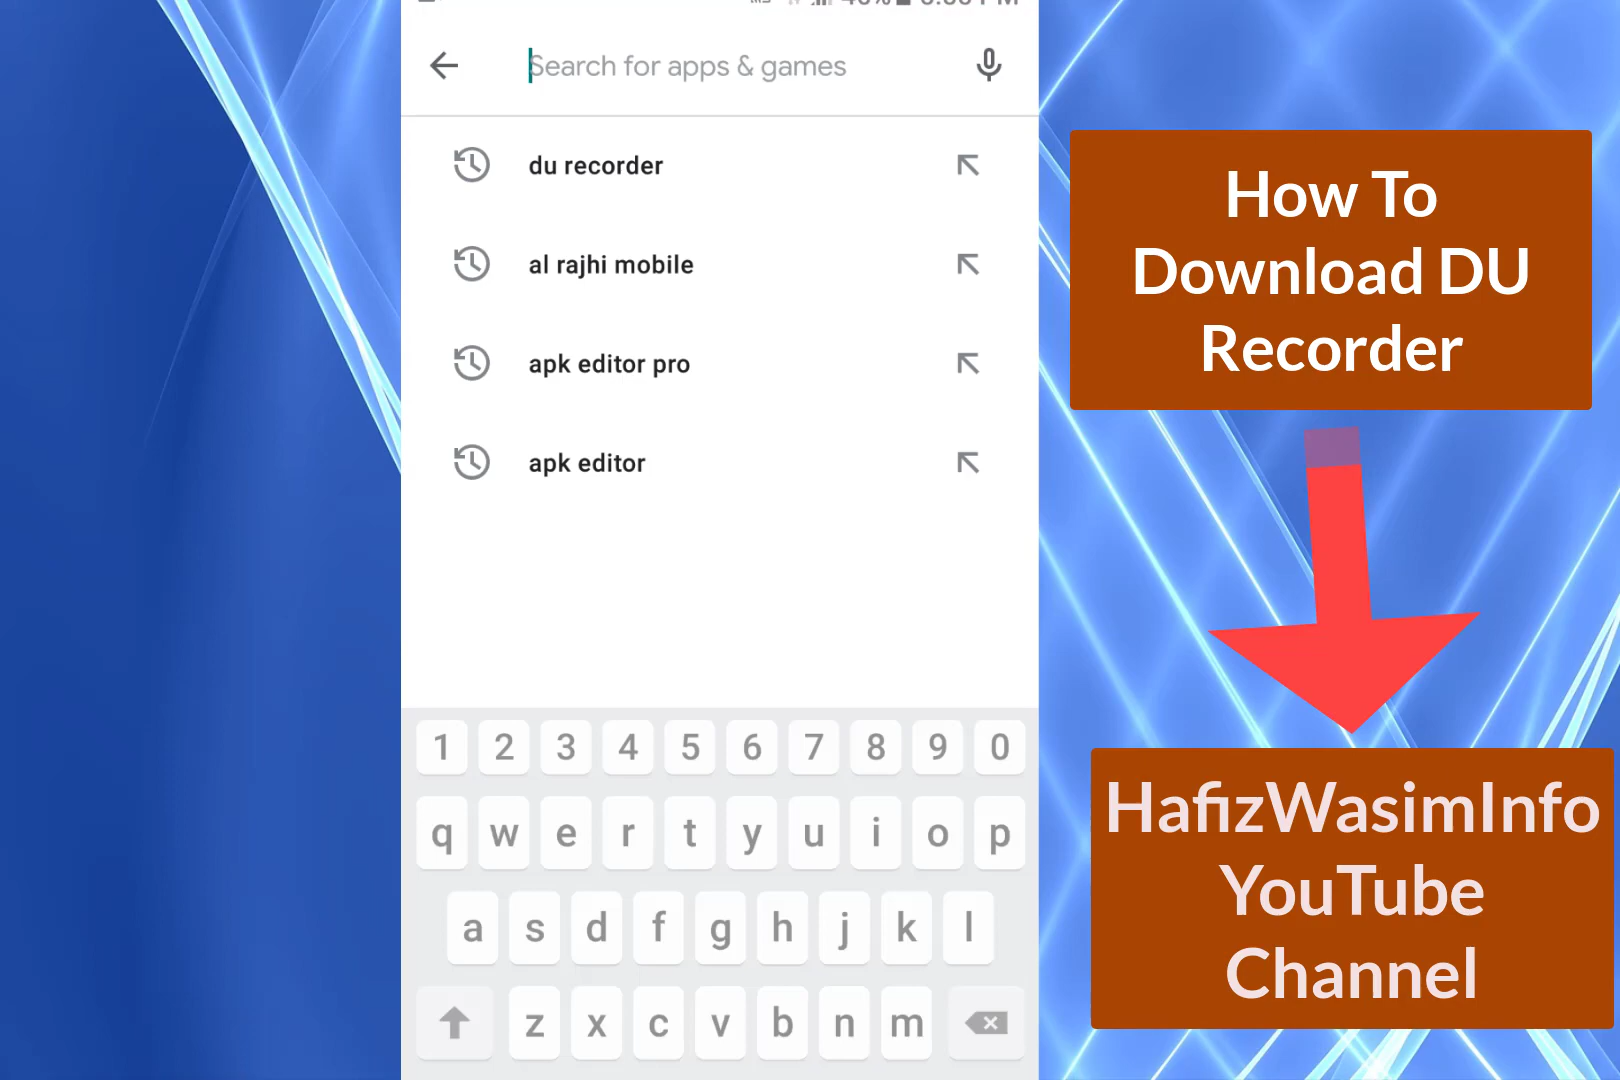 Search for apps & games
du recorder
al rajhi mobile
apk editor pro
apk editor
1 2 3 4 5 6 7 8 9 0
q w e r t y u i o p
a s d f g h j k l
z x c v b n m
How To
Download DU
Recorder
HafizWasimInfo
YouTube
Channel